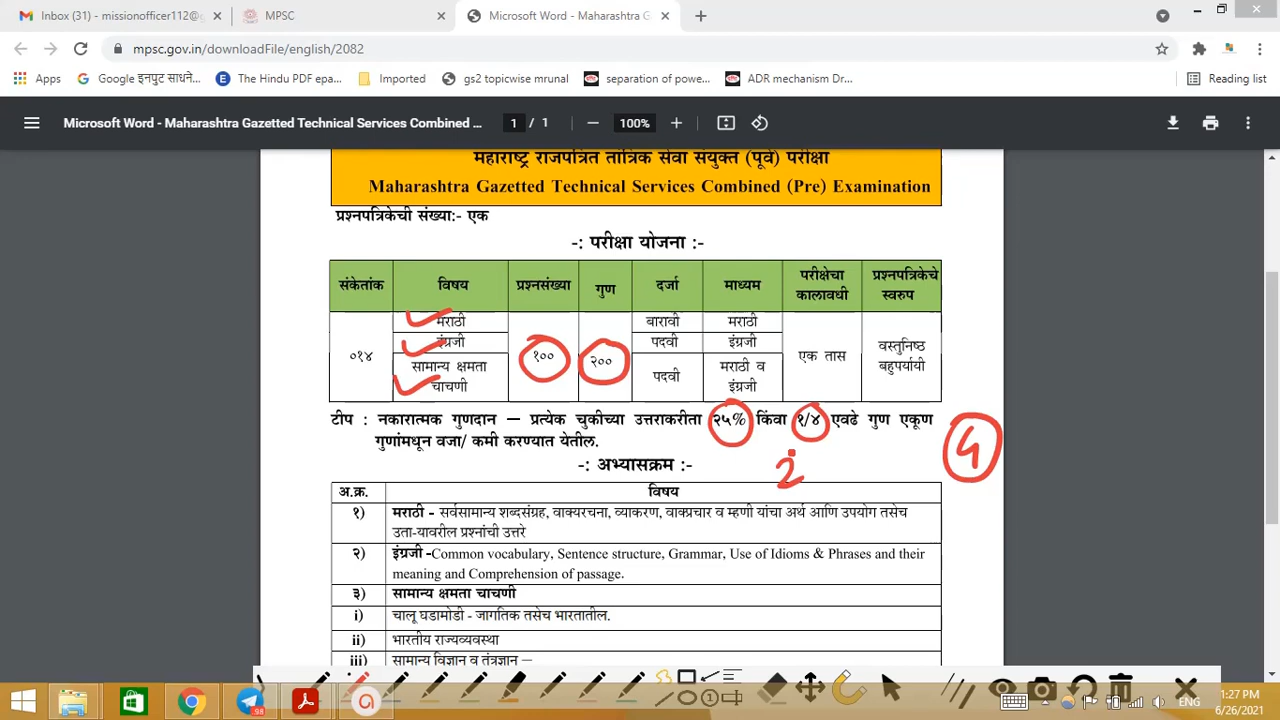 Inbox (31) - missionofficer112@g
MPSC
Microsoft Word - Maharashtra Ga
mpsc.gov.in/downloadFile/english/2082
Apps
Google इनपुट साधने...
The Hindu PDF epa...
Imported
gs2 topicwise mrunal
separation of powe...
ADR mechanism Dr...
Reading list
Microsoft Word - Maharashtra Gazetted Technical Services Combined ...
1 / 1
100%
महाराष्ट्र राजपत्रित तांत्रिक सेवा संयुक्त (पूर्व) परीक्षा
Maharashtra Gazetted Technical Services Combined (Pre) Examination
प्रश्नपत्रिकेची संख्या:- एक
-: परीक्षा योजना :-
संकेतांक विषय प्रश्नसंख्या गुण दर्जा माध्यम परीक्षेचा कालावधी प्रश्नपत्रिकेचे स्वरुप
०१४
मराठी
बारावी
मराठी
इंग्रजी
पदवी
इंग्रजी
सामान्य क्षमता
चाचणी
१००
२००
पदवी
मराठी व
इंग्रजी
एक तास
वस्तुनिष्ठ
बहुपर्यायी
टीप : नकारात्मक गुणदान – प्रत्येक चुकीच्या उत्तराकरीता २५% किंवा १/४ एवढे गुण एकूण
गुणांमधून वजा/ कमी करण्यात येतील.
2
-: अभ्यासक्रम :-
अ.क्र. विषय
१) मराठी - सर्वसामान्य शब्दसंग्रह, वाक्यरचना, व्याकरण, वाक्प्रचार व म्हणी यांचा अर्थ आणि उपयोग तसेच
उता-यावरील प्रश्नांची उत्तरे
२) इंग्रजी -Common vocabulary, Sentence structure, Grammar, Use of Idioms & Phrases and their
meaning and Comprehension of passage.
३) सामान्य क्षमता चाचणी
i) चालू घडामोडी - जागतिक तसेच भारतातील.
ii) भारतीय राज्यव्यवस्था
iii) सामान्य विज्ञान व तंत्रज्ञान –
98
ENG
1:27 PM
6/26/2021